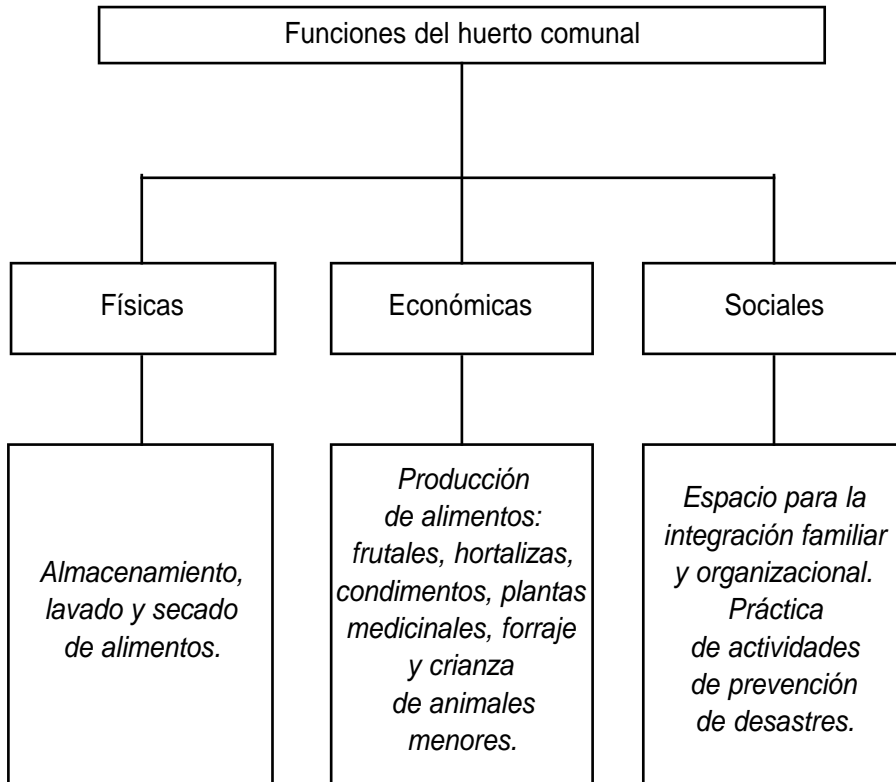 Funciones del huerto comunal
Físicas
Económicas
Sociales
Almacenamiento,
lavado y secado
de alimentos.
Producción
de alimentos:
frutales, hortalizas,
condimentos, plantas
medicinales, forraje
y crianza
de animales
menores.
Espacio para la
integración familiar
y organizacional.
Práctica
de actividades
de prevención
de desastres.